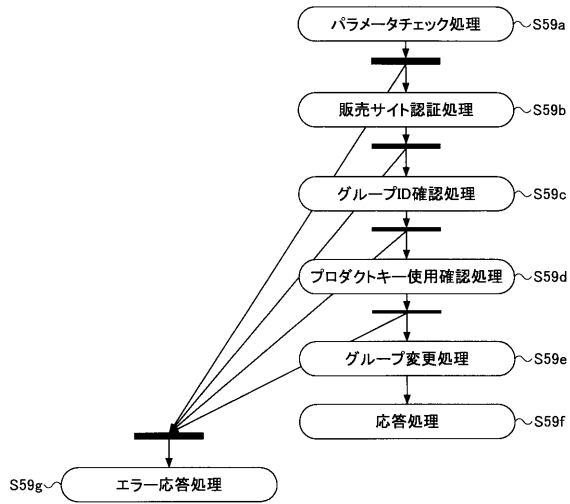 パラメータチェック処理 S59a
販売サイト認証処理 S59b
グループID確認処理 S59c
プロダクトキー使用確認処理 S59d
グループ変更処理 S59e
応答処理 S59f
S59g エラー応答処理